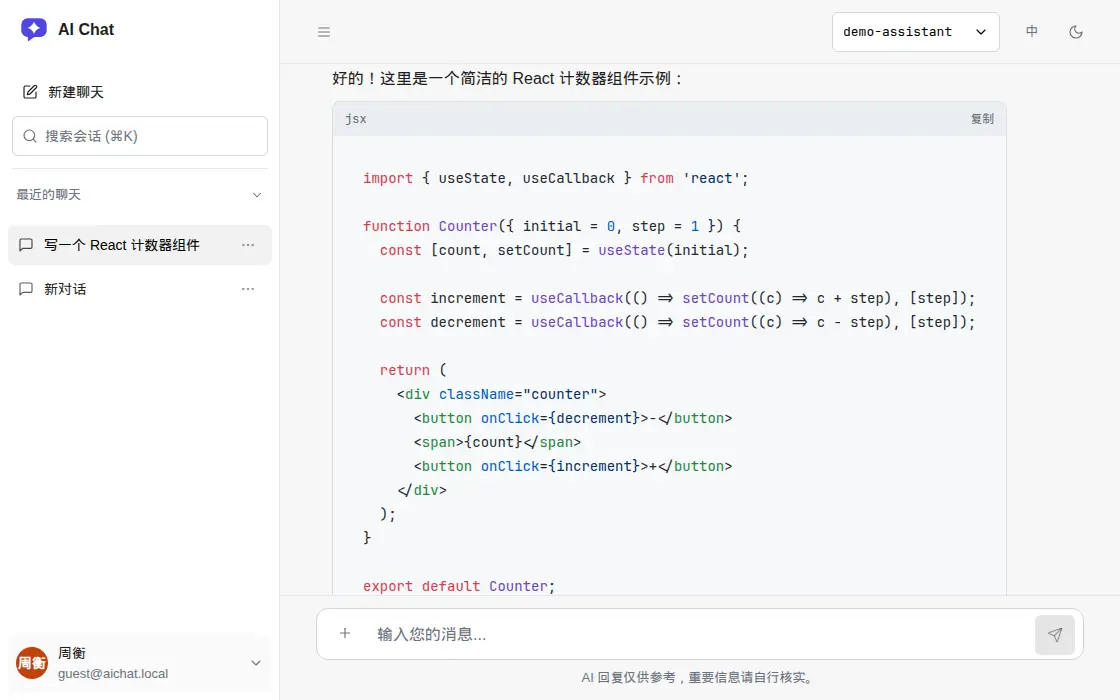 AI Chat
新建聊天
搜索会话 (⌘K)
最近的聊天
写一个 React 计数器组件
新对话
周衡
周衡
guest@aichat.local
demo-assistant
中
好的！这里是一个简洁的 React 计数器组件示例：
jsx
复制
import { useState, useCallback } from 'react';
function Counter({ initial = 0, step = 1 }) {
  const [count, setCount] = useState(initial);
  const increment = useCallback(() => setCount((c) => c + step), [step]);
  const decrement = useCallback(() => setCount((c) => c - step), [step]);
  return (
    <div className="counter">
      <button onClick={decrement}>-</button>
      <span>{count}</span>
      <button onClick={increment}>+</button>
    </div>
  );
}
export default Counter;
输入您的消息...
AI 回复仅供参考，重要信息请自行核实。